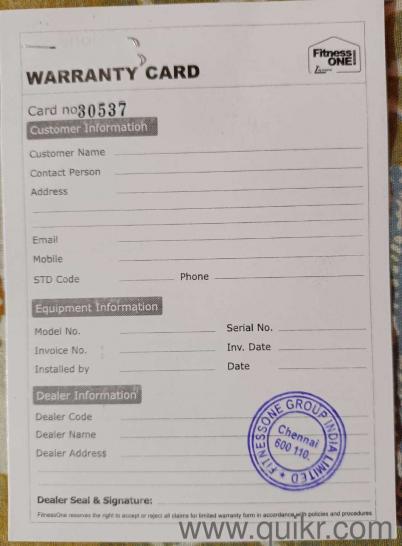 Fitness
ONE
WARRANTY CARD
Card no30537
Customer Information
Customer Name
Contact Person
Address
Email
Mobile
STD Code Phone
Equipment Information
Model No. Serial No.
Invoice No. Inv. Date
Installed by Date
Dealer Information
Dealer Code
Dealer Name
Dealer Address
FITNESSONE GROUP INDIA LIMITED
Chennai
600 110.
Dealer Seal & Signature:
FitnessOne reserves the right to accept or reject all claims for limited warranty form in accordance with policies and procedures
www.quikr.com